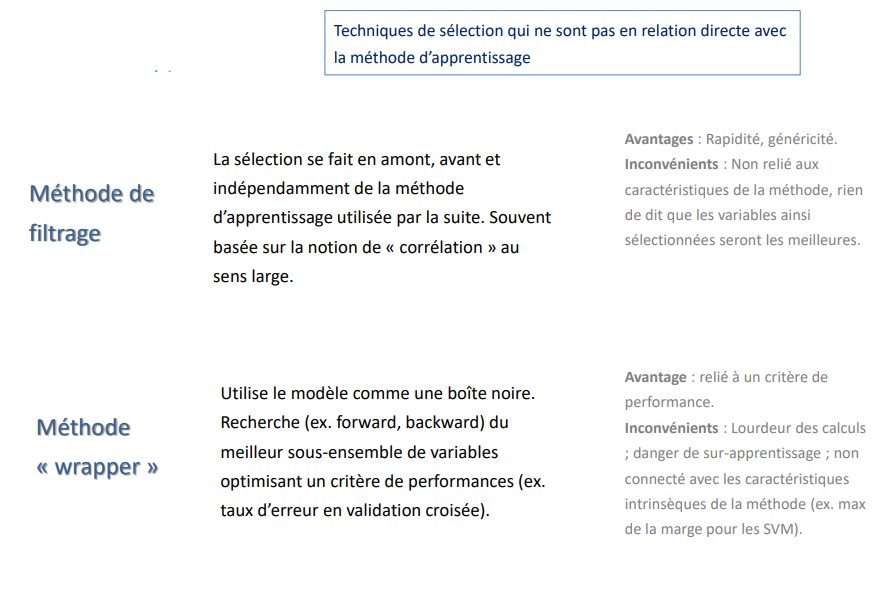 Techniques de sélection qui ne sont pas en relation directe avec
la méthode d'apprentissage
Méthode de
filtrage
La sélection se fait en amont, avant et
indépendamment de la méthode
d'apprentissage utilisée par la suite. Souvent
basée sur la notion de « corrélation » au
sens large.
Avantages : Rapidité, généricité.
Inconvénients : Non relié aux
caractéristiques de la méthode, rien
de dit que les variables ainsi
sélectionnées seront les meilleures.
Méthode
« wrapper »
Utilise le modèle comme une boîte noire.
Recherche (ex. forward, backward) du
meilleur sous-ensemble de variables
optimisant un critère de performances (ex.
taux d'erreur en validation croisée).
Avantage : relié à un critère de
performance.
Inconvénients : Lourdeur des calculs
; danger de sur-apprentissage ; non
connecté avec les caractéristiques
intrinsèques de la méthode (ex. max
de la marge pour les SVM).